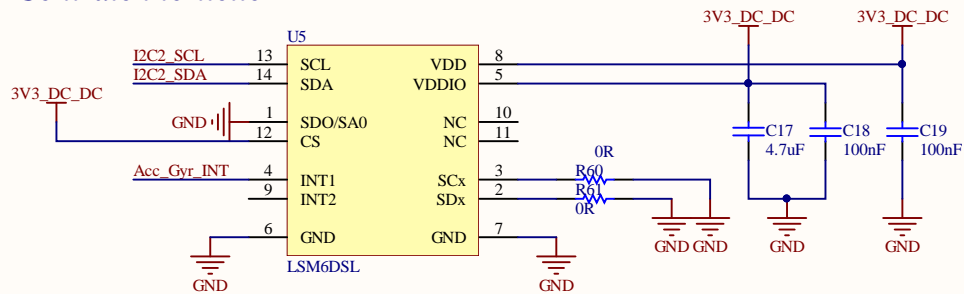 3V3_DC_DC 3V3_DC_DC
U5
I2C2_SCL 13 SCL VDD 8
I2C2_SDA 14 SDA VDDIO 5
3V3_DC_DC
GND 1 SDO/SA0 NC 10
12 CS NC 11
C17 C18 C19
4.7uF 100nF 100nF
0R
Acc_Gyr_INT 4 INT1 SCx 3 R60
9 INT2 SDx 2 R61
0R
6 GND GND 7
GND GND GND GND
LSM6DSL
GND GND